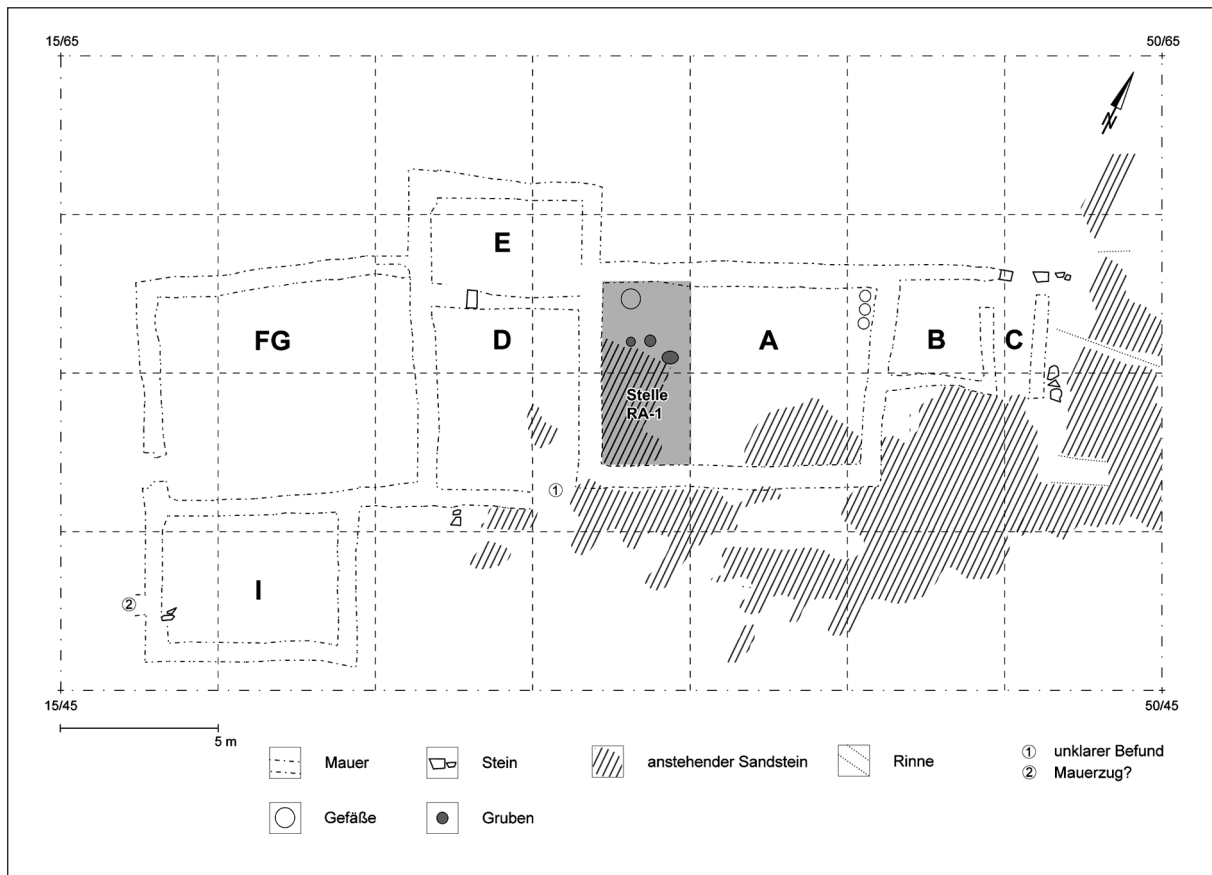 15/65
50/65
N
E
FG
D
A
B
C
Stelle
RA-1
1
I
2
15/45
50/45
5 m
Mauer
Stein
anstehender Sandstein
Rinne
1 unklarer Befund
2 Mauerzug?
Gefäße
Gruben